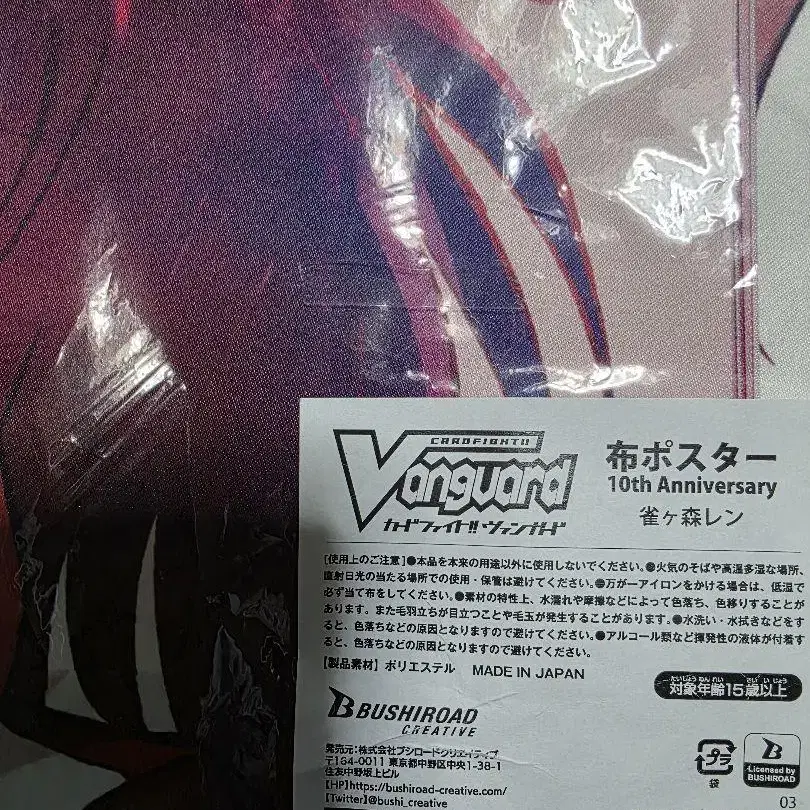 CARDFIGHT!!
Vanguard
カードファイト!! ヴァンガード
布ポスター
10th Anniversary
雀ヶ森レン
[使用上のご注意]●本品を本来の用途以外に使用しないでください。●火気のそばや高温多湿な場所、
直射日光の当たる場所での使用・保管は避けてください。●万が一アイロンをかける場合は、低温で
必ず当て布をしてください。●素材の特性上、水濡れや摩擦などによって色落ち、色移りすることが
あります。また毛羽立ちが目立つことや毛玉が発生することがあります。●水洗い・水拭きなどをす
ると、色落ちなどの原因となりますので避けてください。●アルコール類など揮発性の液体が付着す
ると、色落ちなどの原因となりますので避けてください。
【製品素材】ポリエステル MADE IN JAPAN
たいしょうねんれい さいいじょう
対象年齢15歳以上
BUSHIROAD
CREATIVE
発売元:株式会社ブシロードクリエイティブ
〒164-0011 東京都中野区中央1-38-1
住友中野坂上ビル
【HP】https://bushiroad-creative.com/
【Twitter】@bushi_creative
プラ
袋
B
Licensed by
BUSHIROAD
03